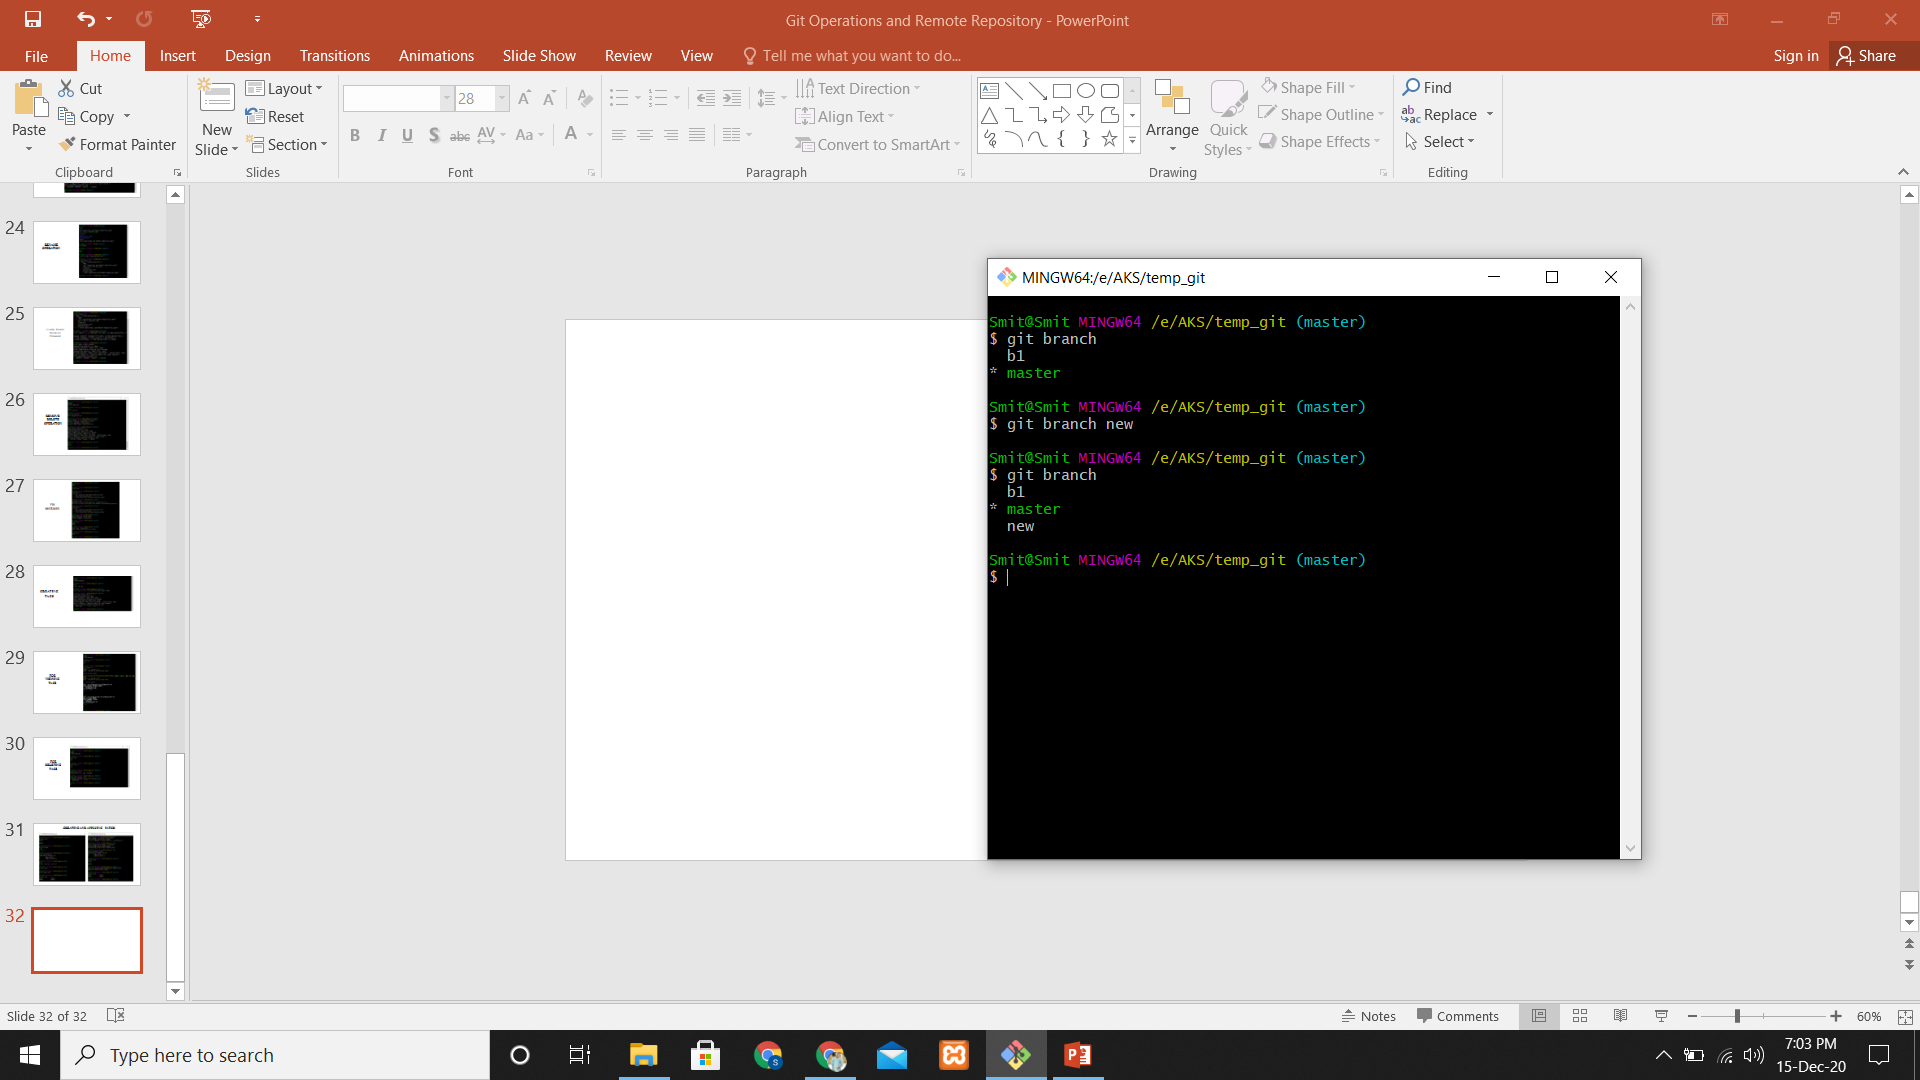 Git Operations and Remote Repository - PowerPoint
File Home Insert Design Transitions Animations Slide Show Review View Tell me what you want to do... Sign in Share
Paste
Cut
Copy
Format Painter
Clipboard
New Slide
Layout
Reset
Section
Slides
28
B I U S abc AV Aa A
Font
Text Direction
Align Text
Convert to SmartArt
Paragraph
Arrange
Quick Styles
Shape Fill
Shape Outline
Shape Effects
Drawing
Find
Replace
Select
Editing
24
25
26
27
28
29
30
31
32
MINGW64:/e/AKS/temp_git
Smit@Smit MINGW64 /e/AKS/temp_git (master)
$ git branch
b1
* master
Smit@Smit MINGW64 /e/AKS/temp_git (master)
$ git branch new
Smit@Smit MINGW64 /e/AKS/temp_git (master)
$ git branch
b1
* master
new
Smit@Smit MINGW64 /e/AKS/temp_git (master)
$
Slide 32 of 32 Notes Comments 60%
Type here to search
7:03 PM
15-Dec-20